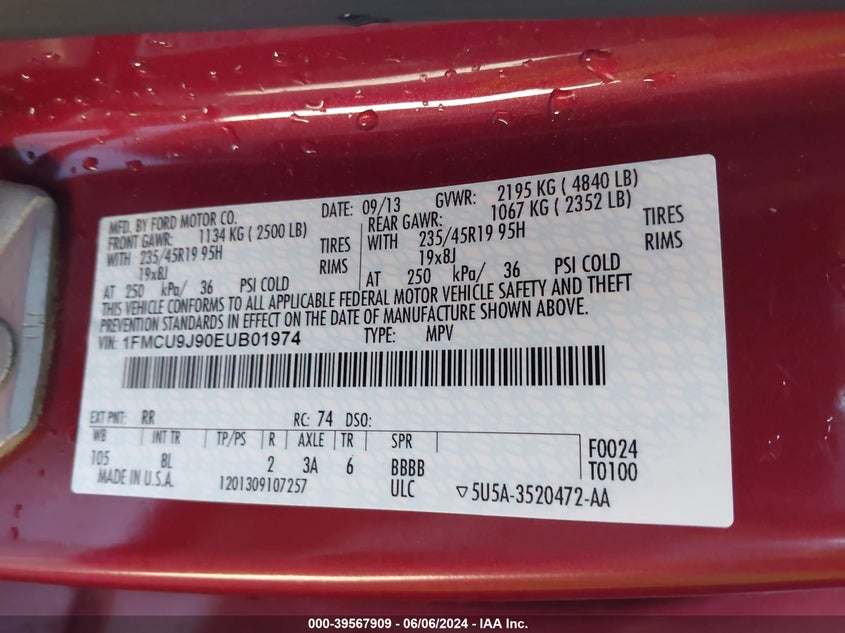 MFD. BY FORD MOTOR CO. DATE: 09/13 GVWR: 2195 KG ( 4840 LB)
FRONT GAWR: 1134 KG ( 2500 LB) REAR GAWR: 1067 KG ( 2352 LB)
WITH 235/45R19 95H TIRES WITH 235/45R19 95H TIRES
19x8J RIMS 19x8J RIMS
AT 250 kPa/ 36 PSI COLD AT 250 kPa/ 36 PSI COLD
THIS VEHICLE CONFORMS TO ALL APPLICABLE FEDERAL MOTOR VEHICLE SAFETY AND THEFT
PREVENTION STANDARDS IN EFFECT ON THE DATE OF MANUFACTURE SHOWN ABOVE.
VIN: 1FMCU9J90EUB01974 TYPE: MPV
EXT PNT: RR RC: 74 DSO:
WB INT TR TP/PS R AXLE TR SPR F0024
105 8L 2 3A 6 BBBB T0100
MADE IN U.S.A. 1201309107257 ULC ▽5U5A-3520472-AA
000-39567909 | 06/06/2024 - IAA Inc.